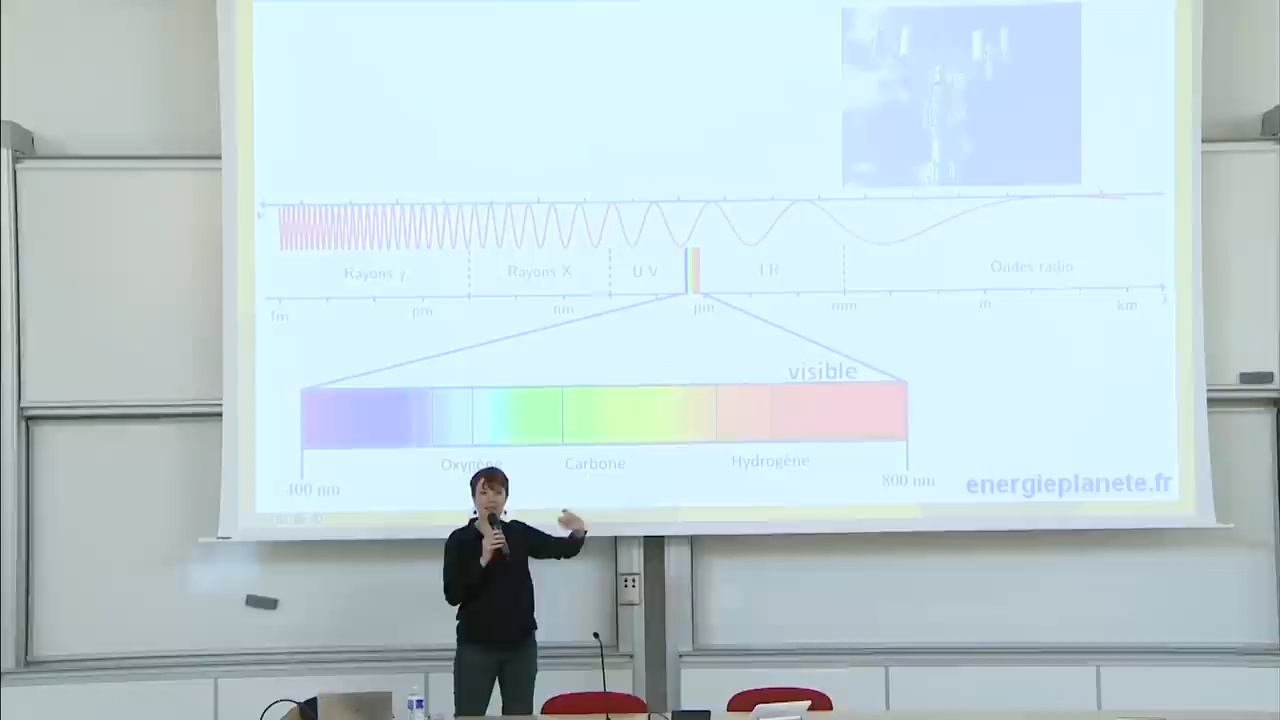 Rayons γ Rayons X U V I R Ondes radio
fm pm nm µm mm m km
λ
visible
Oxygène Carbone Hydrogène
400 nm 800 nm
energieplanete.fr